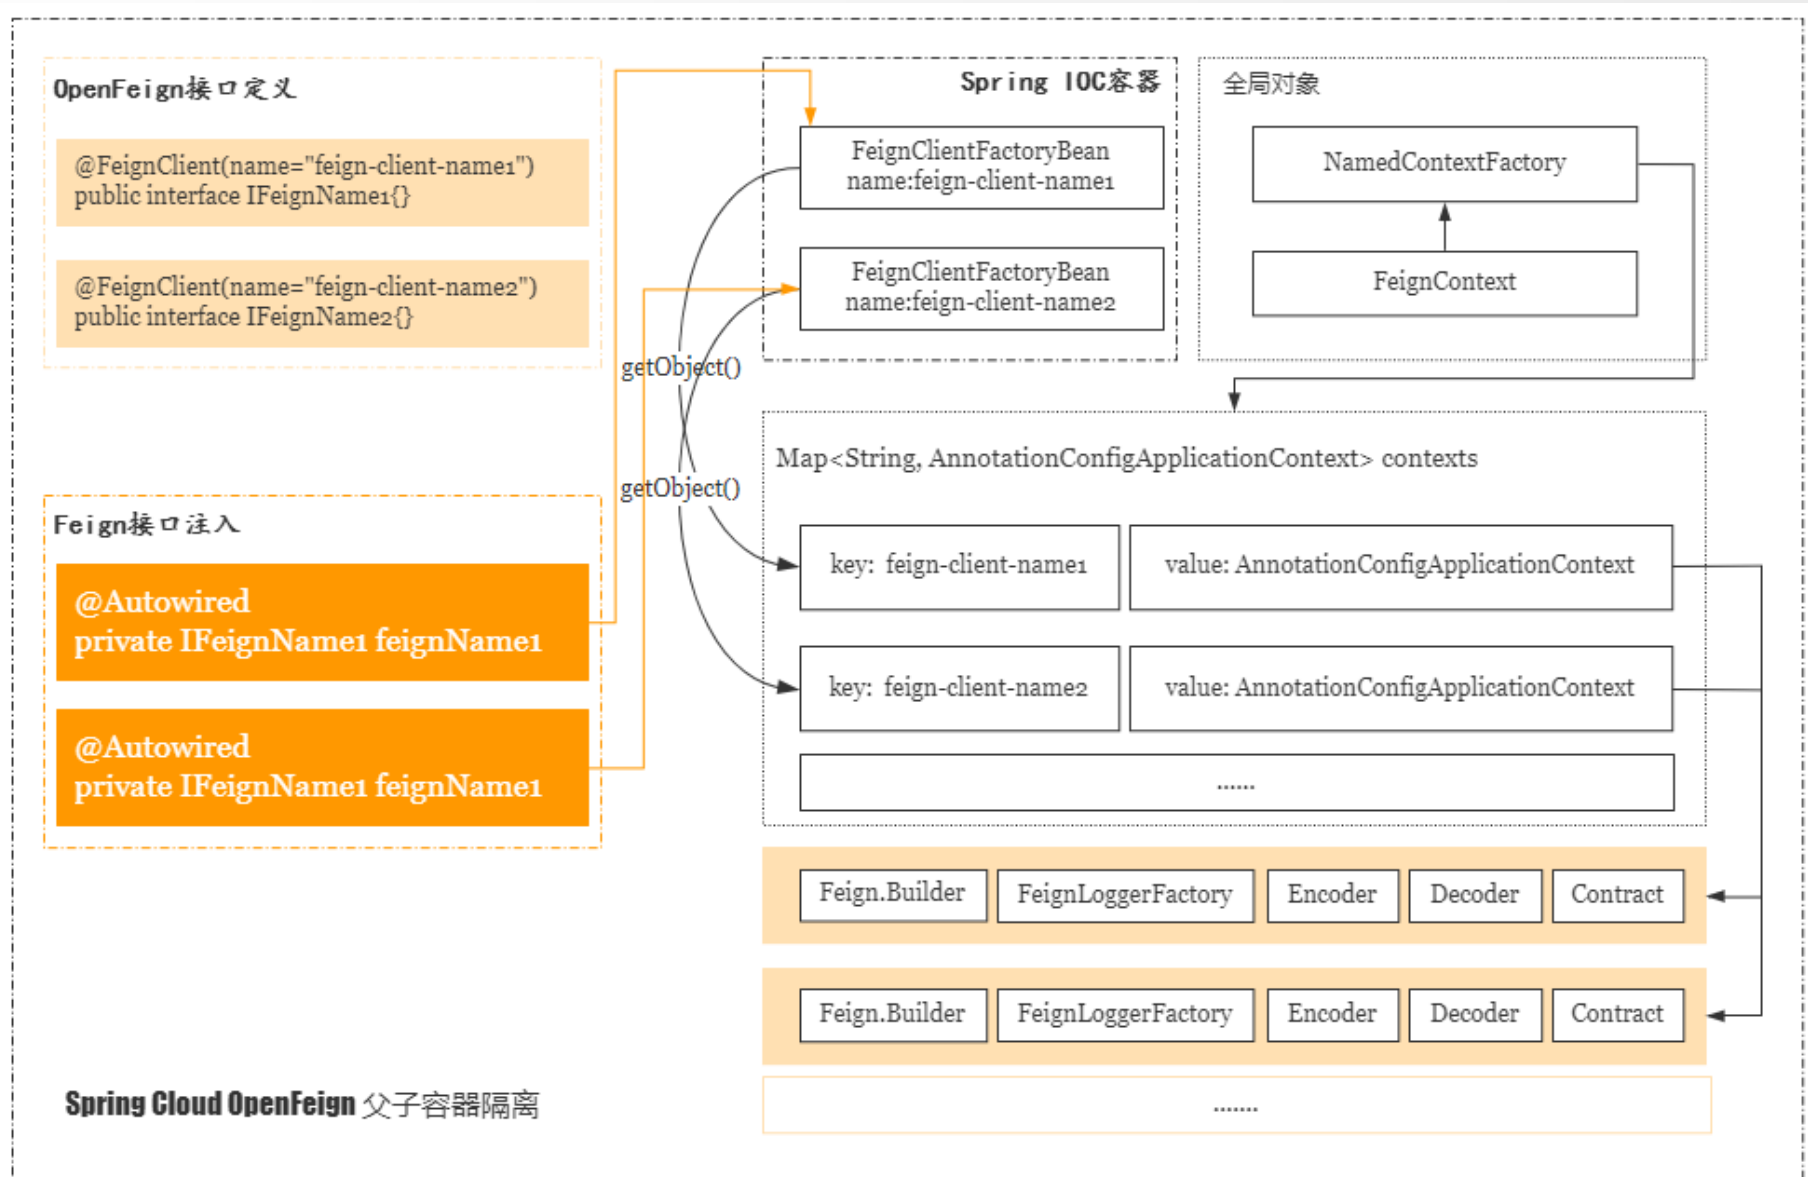 OpenFeign接口定义
@FeignClient(name="feign-client-name1")
public interface IFeignName1{}
@FeignClient(name="feign-client-name2")
public interface IFeignName2{}
Feign接口注入
@Autowired
private IFeignName1 feignName1
@Autowired
private IFeignName1 feignName1
Spring IOC容器
FeignClientFactoryBean
name:feign-client-name1
FeignClientFactoryBean
name:feign-client-name2
getObject()
getObject()
全局对象
NamedContextFactory
FeignContext
Map<String, AnnotationConfigApplicationContext> contexts
key: feign-client-name1
value: AnnotationConfigApplicationContext
key: feign-client-name2
value: AnnotationConfigApplicationContext
......
Feign.Builder
FeignLoggerFactory
Encoder
Decoder
Contract
Feign.Builder
FeignLoggerFactory
Encoder
Decoder
Contract
.......
Spring Cloud OpenFeign 父子容器隔离